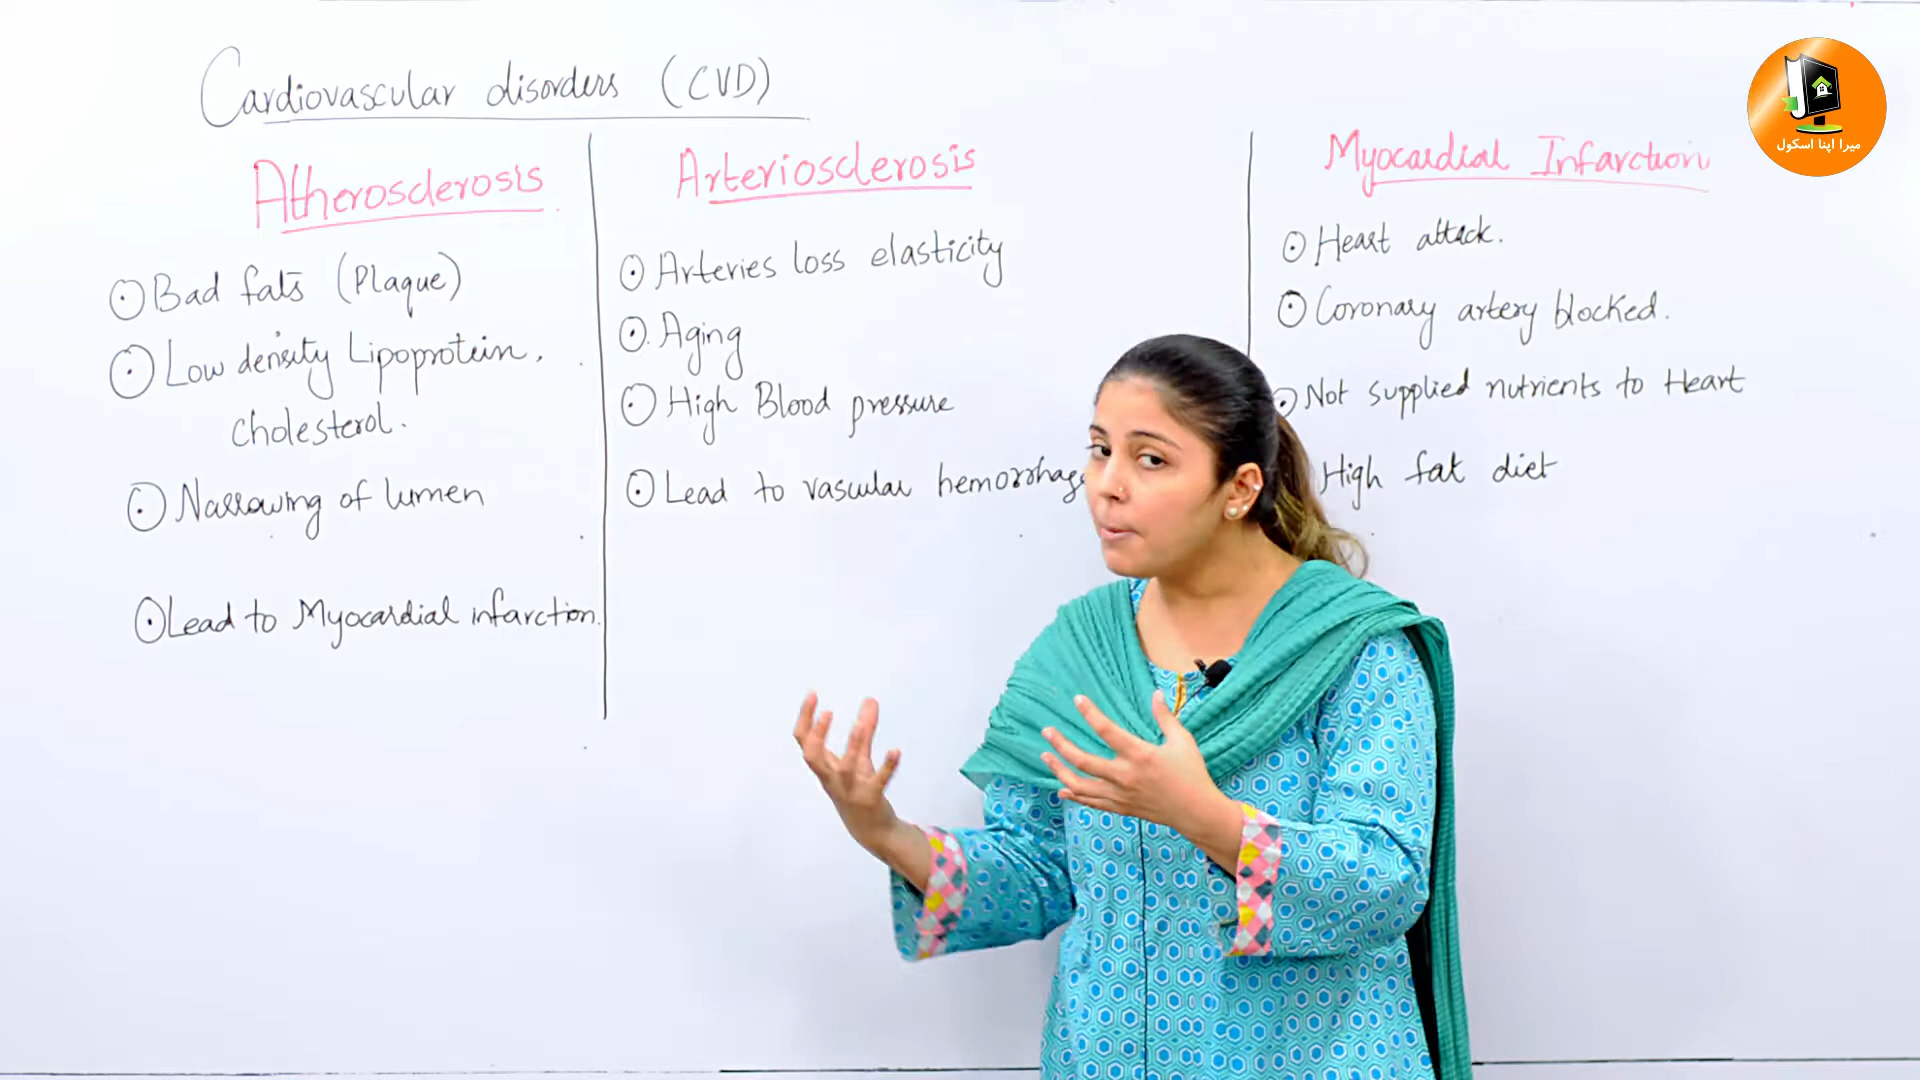 Cardiovascular disorders (CVD)
Atherosclerosis
⊙ Bad fats (Plaque)
⊙ Low density Lipoprotein.
cholesterol.
⊙ Narrowing of lumen
⊙ Lead to Myocardial infarction.
Arteriosclerosis
⊙ Arteries loss elasticity
⊙ Aging
⊙ High Blood pressure
⊙ Lead to vascular hemorrhage
Myocardial Infarction
⊙ Heart attack.
⊙ Coronary artery blocked.
⊙ Not supplied nutrients to Heart
High fat diet
میرا اپنا اسکول